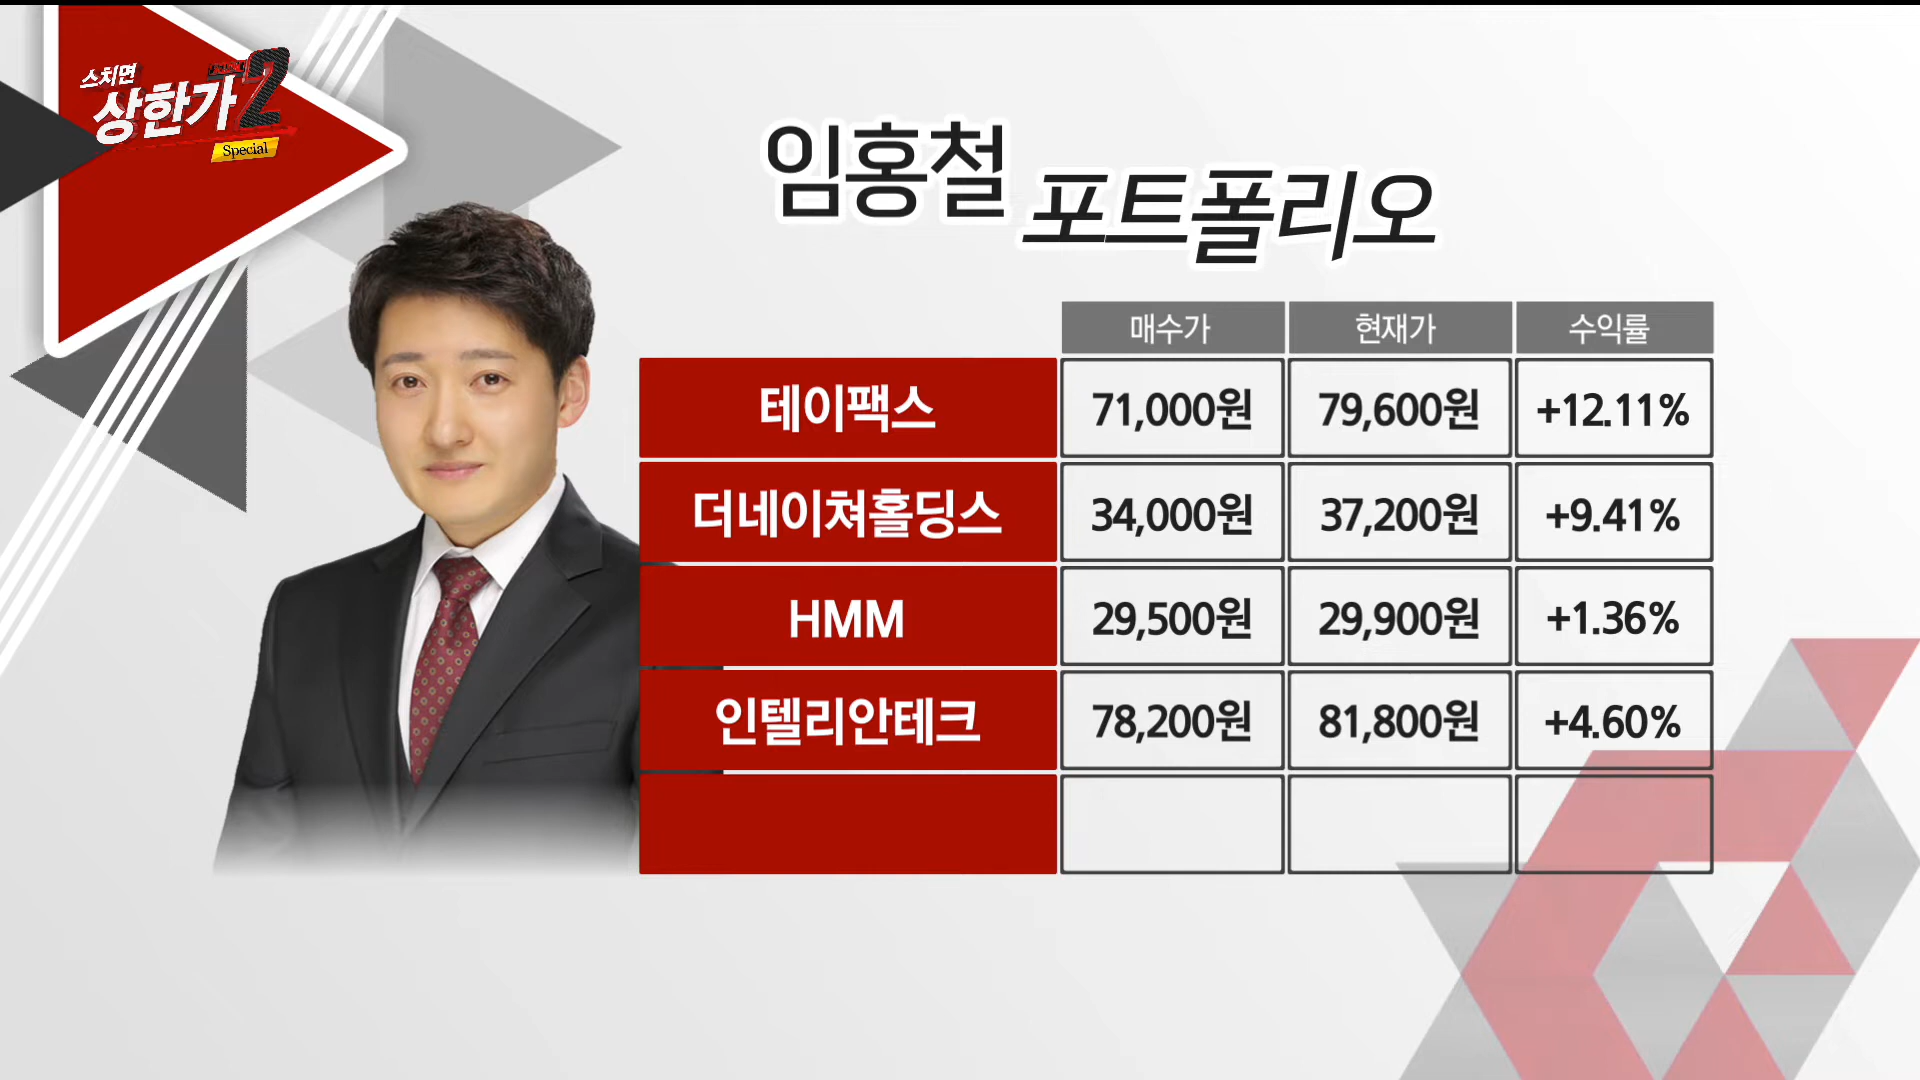 스치면
상한가2
Special
임홍철 포트폴리오
매수가 현재가 수익률
테이팩스 71,000원 79,600원 +12.11%
더네이쳐홀딩스 34,000원 37,200원 +9.41%
HMM 29,500원 29,900원 +1.36%
인텔리안테크 78,200원 81,800원 +4.60%